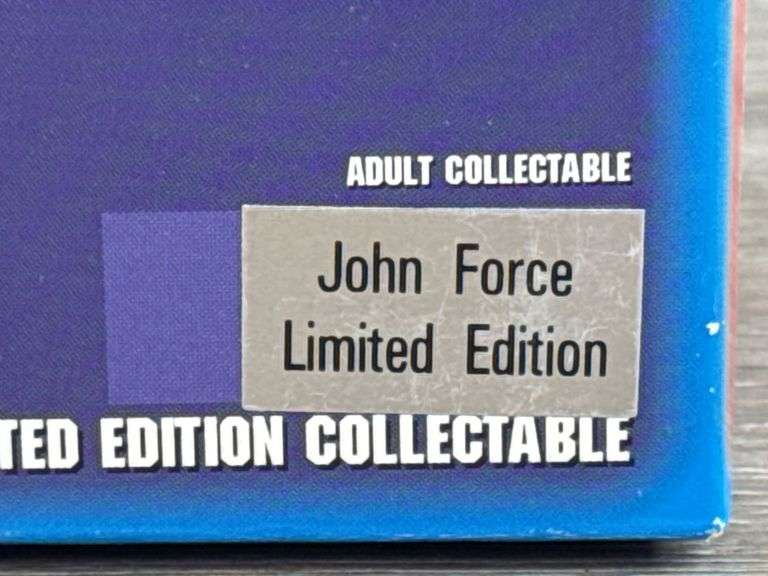 ADULT COLLECTABLE
John Force
Limited Edition
TED EDITION COLLECTABLE